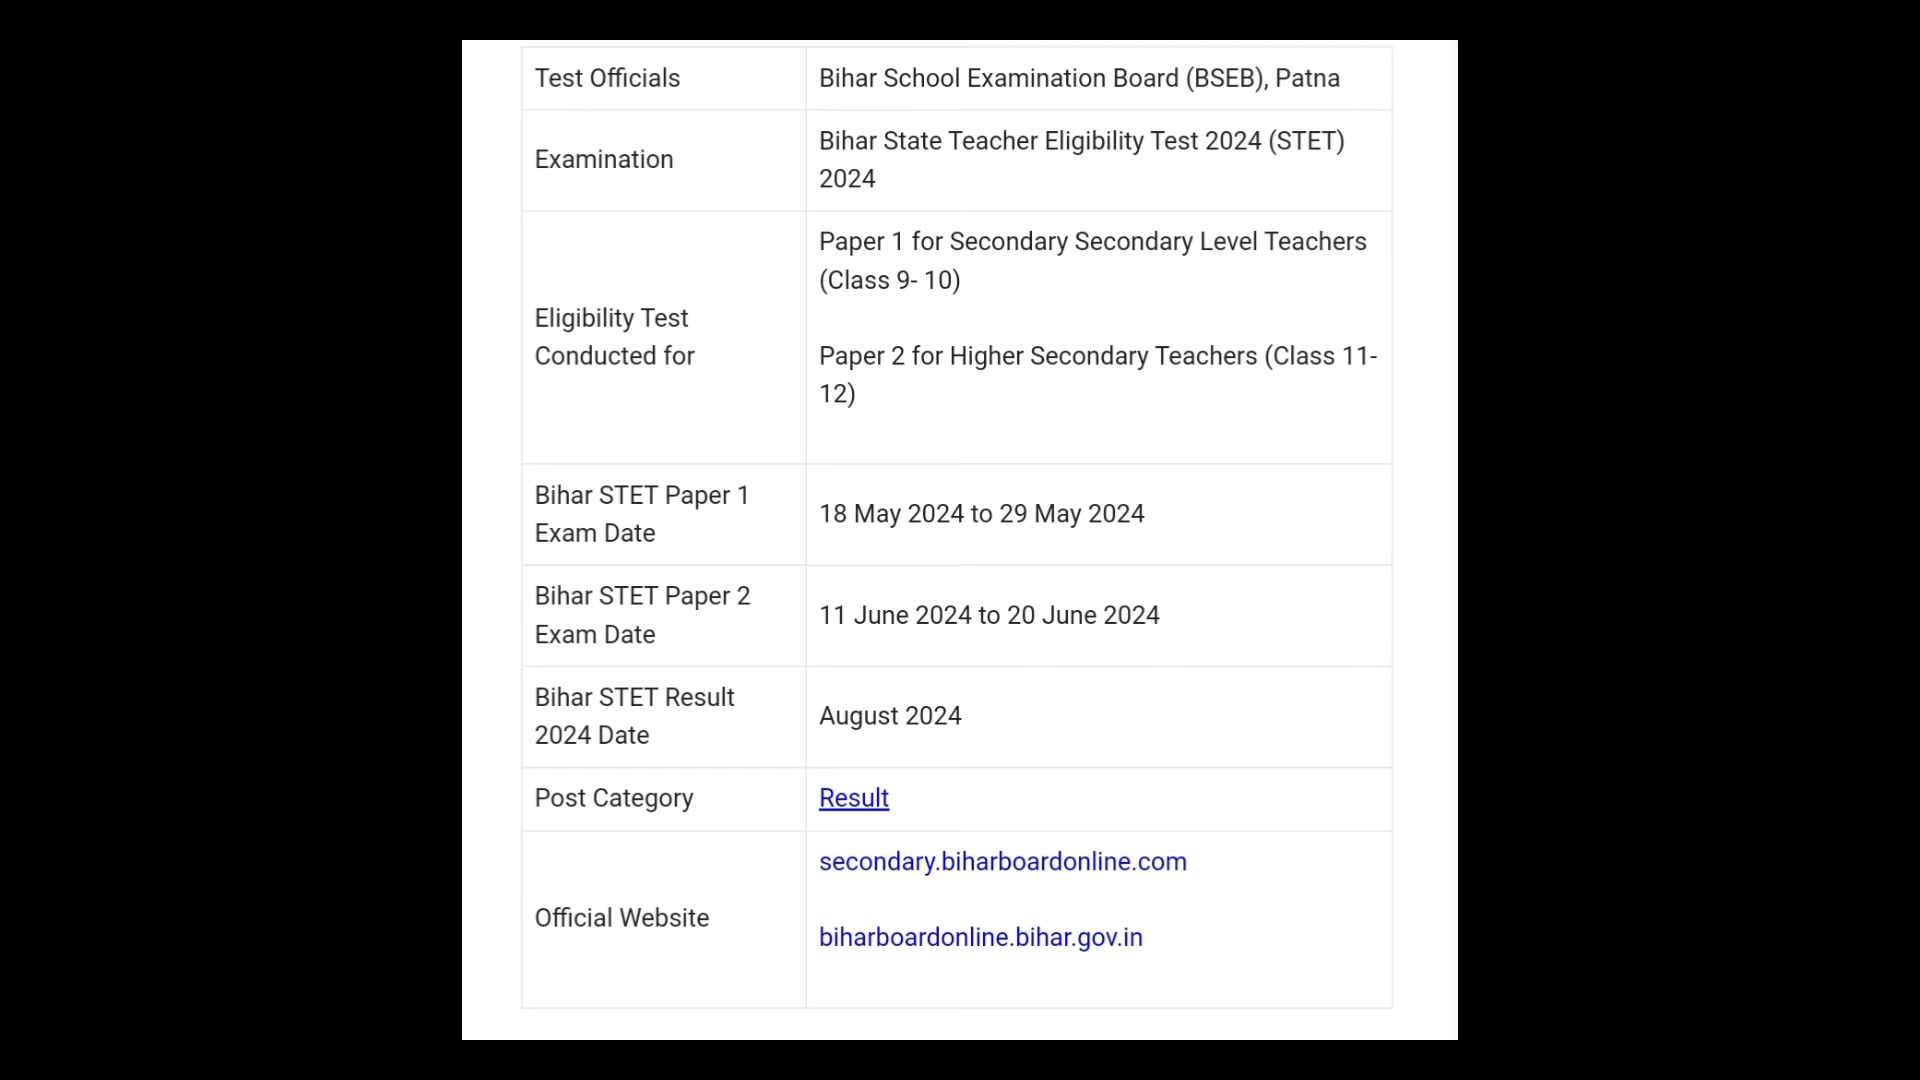 Test Officials
Bihar School Examination Board (BSEB), Patna
Examination
Bihar State Teacher Eligibility Test 2024 (STET)
2024
Eligibility Test
Conducted for
Paper 1 for Secondary Secondary Level Teachers
(Class 9- 10)
Paper 2 for Higher Secondary Teachers (Class 11-
12)
Bihar STET Paper 1
Exam Date
18 May 2024 to 29 May 2024
Bihar STET Paper 2
Exam Date
11 June 2024 to 20 June 2024
Bihar STET Result
2024 Date
August 2024
Post Category
Result
Official Website
secondary.biharboardonline.com
biharboardonline.bihar.gov.in